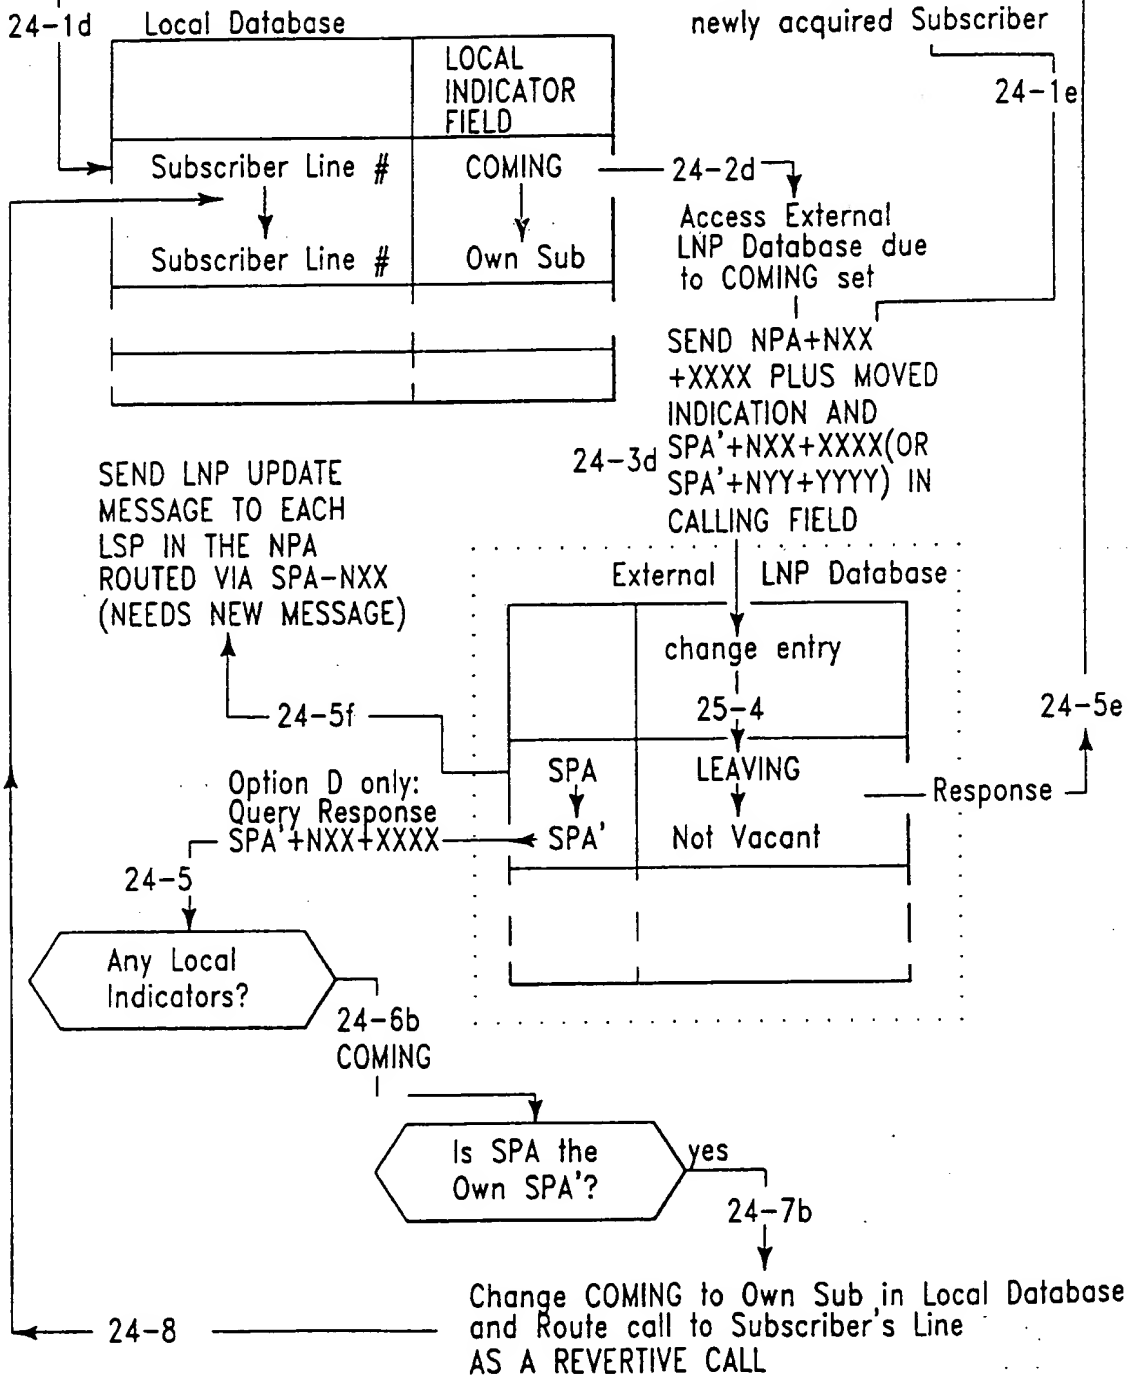 24-1d
Local Database
newly acquired Subscriber
24-1e
LOCAL
INDICATOR
FIELD
Subscriber Line #
COMING
24-2d
Subscriber Line #
Own Sub
Access External
LNP Database due
to COMING set
SEND NPA+NXX
+XXXX PLUS MOVED
INDICATION AND
24-3d
SPA'+NXX+XXXX(OR
SPA'+NYY+YYYY) IN
CALLING FIELD
SEND LNP UPDATE
MESSAGE TO EACH
LSP IN THE NPA
ROUTED VIA SPA-NXX
(NEEDS NEW MESSAGE)
External LNP Database
change entry
25-4
24-5f
24-5e
SPA
LEAVING
Response
SPA'
Not Vacant
Option D only:
Query Response
SPA'+NXX+XXXX
24-5
Any Local
Indicators?
24-6b
COMING
Is SPA the
Own SPA'?
yes
24-7b
Change COMING to Own Sub in Local Database
and Route call to Subscriber's Line
AS A REVERTIVE CALL
24-8